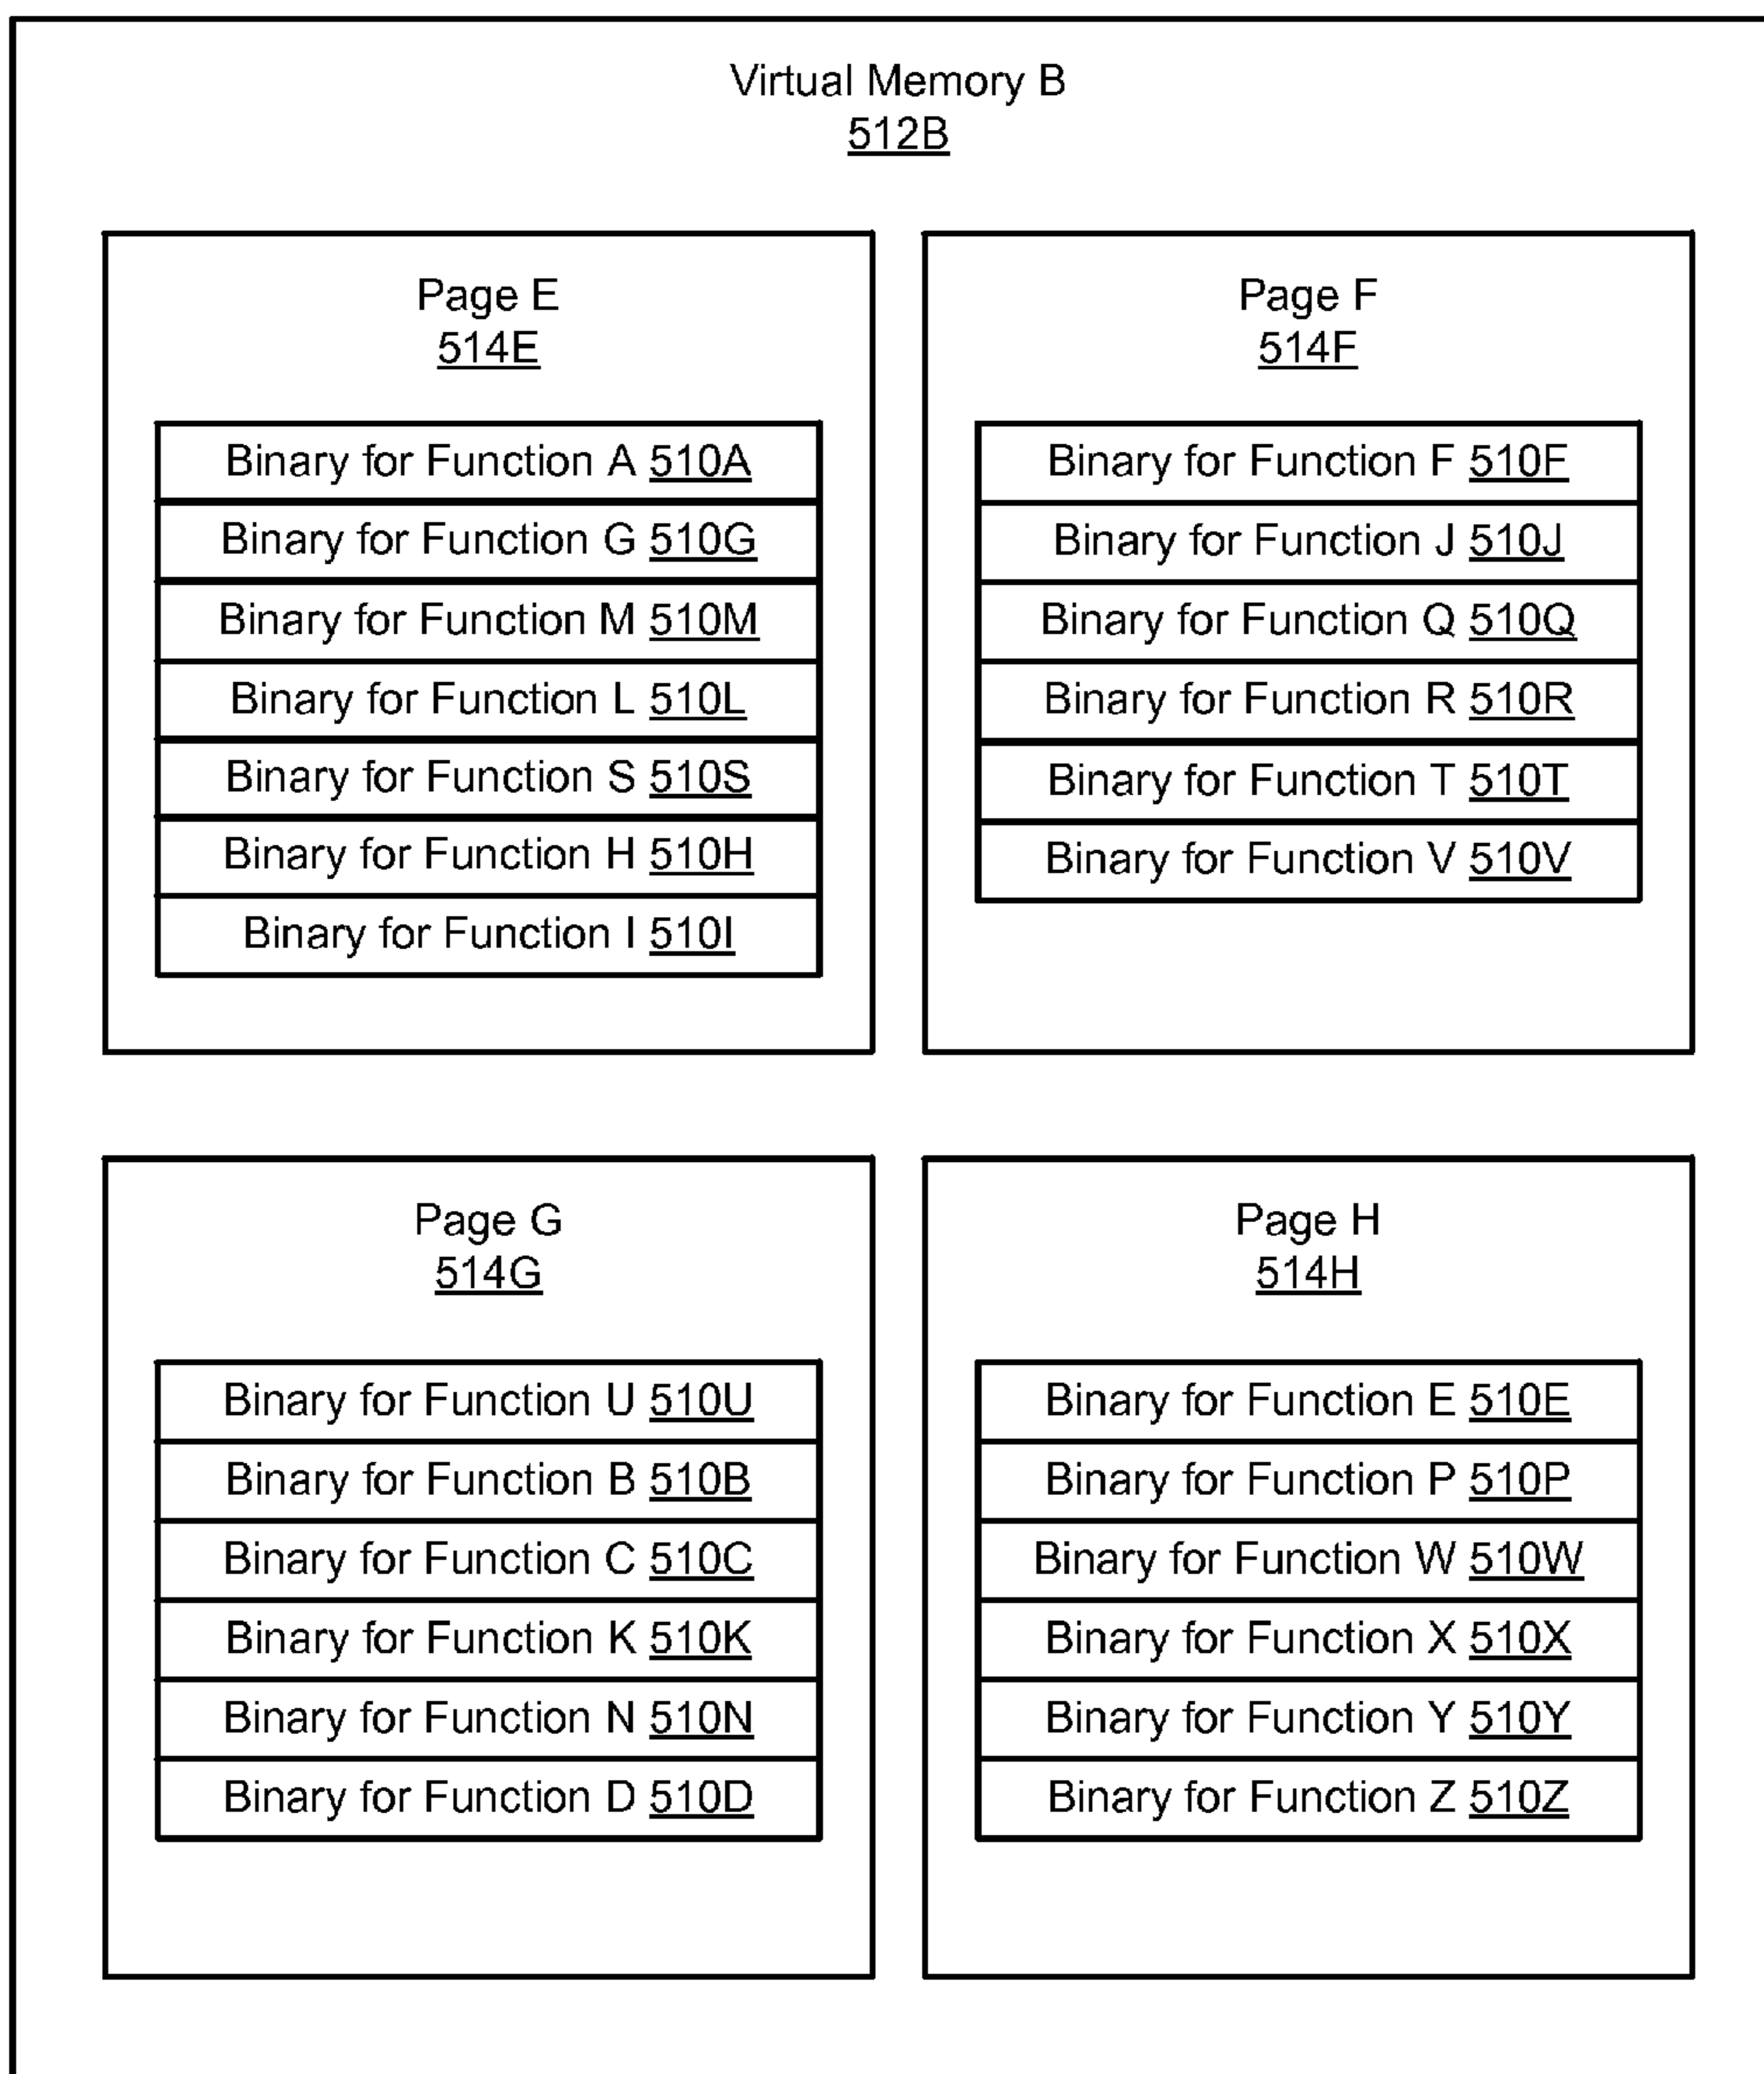 Virtual Memory B
512B
Page E
514E
Binary for Function A 510A
Binary for Function G 510G
Binary for Function M 510M
Binary for Function L 510L
Binary for Function S 510S
Binary for Function H 510H
Binary for Function I 510I
Page F
514F
Binary for Function F 510F
Binary for Function J 510J
Binary for Function Q 510Q
Binary for Function R 510R
Binary for Function T 510T
Binary for Function V 510V
Page G
514G
Binary for Function U 510U
Binary for Function B 510B
Binary for Function C 510C
Binary for Function K 510K
Binary for Function N 510N
Binary for Function D 510D
Page H
514H
Binary for Function E 510E
Binary for Function P 510P
Binary for Function W 510W
Binary for Function X 510X
Binary for Function Y 510Y
Binary for Function Z 510Z